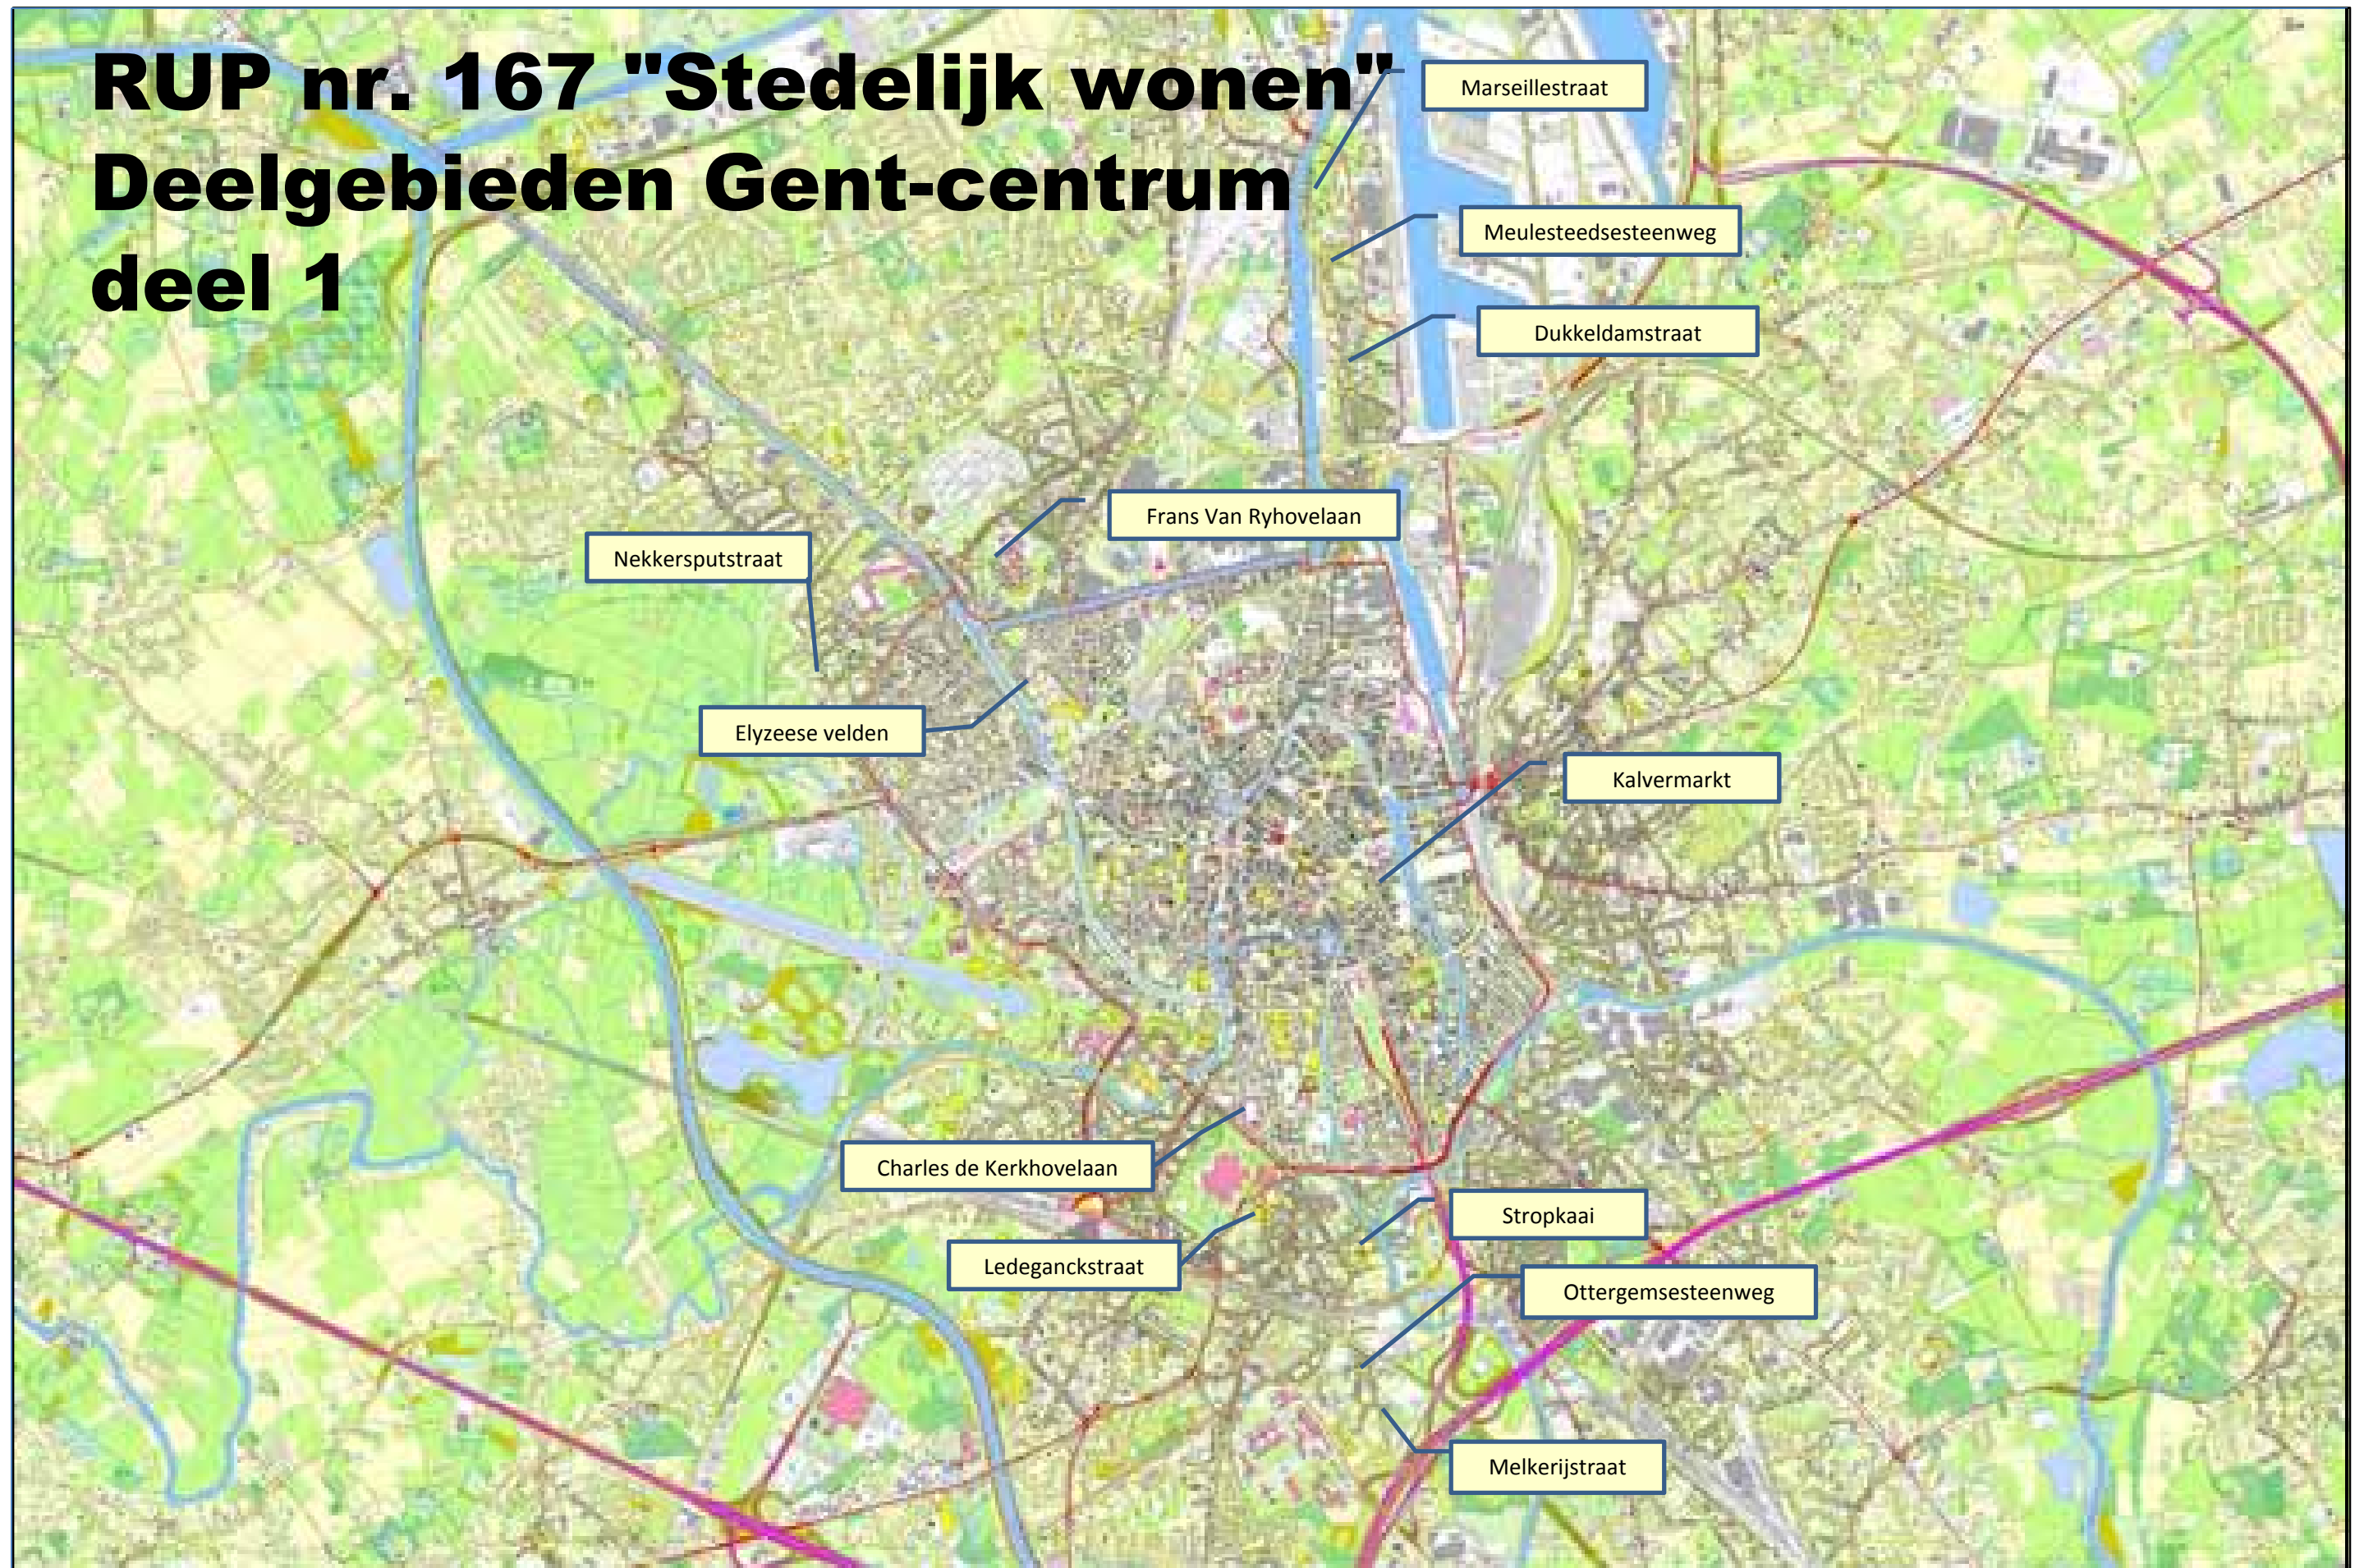 RUP nr. 167 "Stedelijk wonen"
Deelgebieden Gent-centrum
deel 1
Marseillestraat
Meulesteedsesteenweg
Dukkeldamstraat
Frans Van Ryhovelaan
Nekkersputstraat
Elyzeese velden
Kalvermarkt
Charles de Kerkhovelaan
Stropkaai
Ledeganckstraat
Ottergemsesteenweg
Melkerijstraat